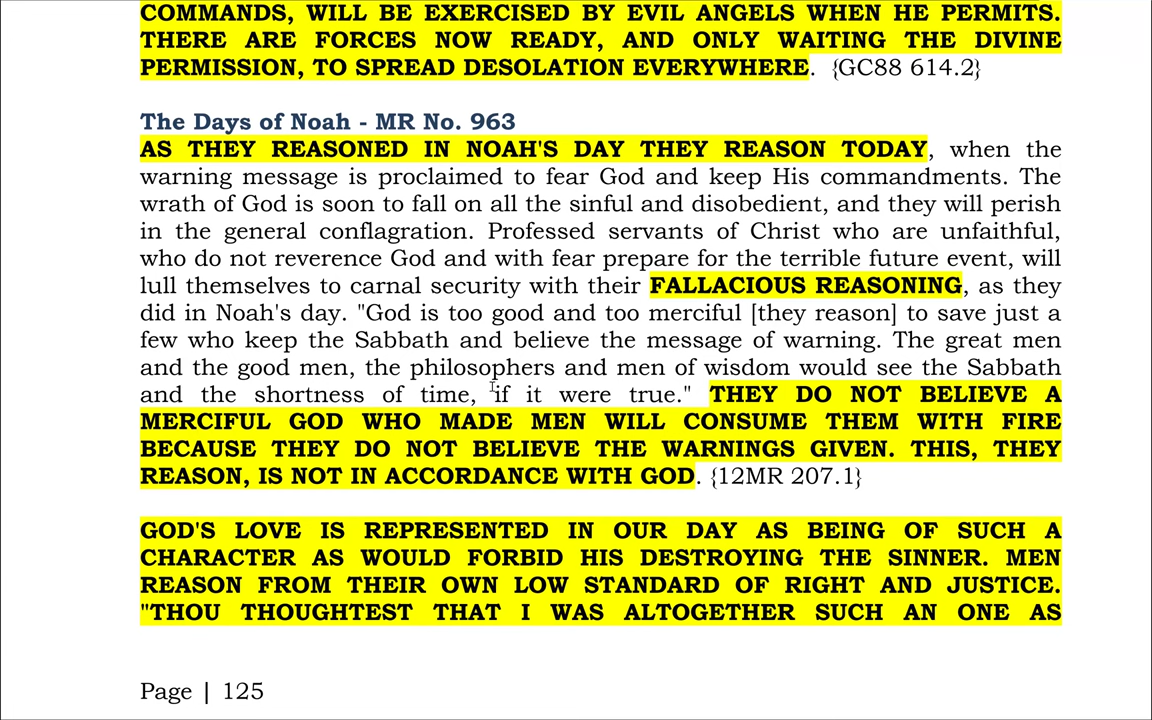 COMMANDS, WILL BE EXERCISED BY EVIL ANGELS WHEN HE PERMITS.
THERE ARE FORCES NOW READY, AND ONLY WAITING THE DIVINE
PERMISSION, TO SPREAD DESOLATION EVERYWHERE. {GC88 614.2}
The Days of Noah - MR No. 963
AS THEY REASONED IN NOAH'S DAY THEY REASON TODAY, when the
warning message is proclaimed to fear God and keep His commandments. The
wrath of God is soon to fall on all the sinful and disobedient, and they will perish
in the general conflagration. Professed servants of Christ who are unfaithful,
who do not reverence God and with fear prepare for the terrible future event, will
lull themselves to carnal security with their FALLACIOUS REASONING, as they
did in Noah's day. "God is too good and too merciful [they reason] to save just a
few who keep the Sabbath and believe the message of warning. The great men
and the good men, the philosophers and men of wisdom would see the Sabbath
and the shortness of time, if it were true." THEY DO NOT BELIEVE A
MERCIFUL GOD WHO MADE MEN WILL CONSUME THEM WITH FIRE
BECAUSE THEY DO NOT BELIEVE THE WARNINGS GIVEN. THIS, THEY
REASON, IS NOT IN ACCORDANCE WITH GOD. {12MR 207.1}
GOD'S LOVE IS REPRESENTED IN OUR DAY AS BEING OF SUCH A
CHARACTER AS WOULD FORBID HIS DESTROYING THE SINNER. MEN
REASON FROM THEIR OWN LOW STANDARD OF RIGHT AND JUSTICE.
"THOU THOUGHTEST THAT I WAS ALTOGETHER SUCH AN ONE AS
Page | 125